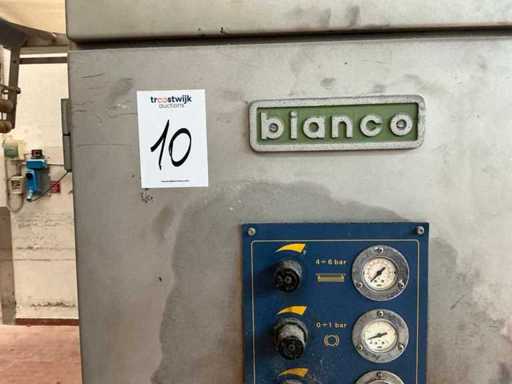 troostwijk
auctions
10
bianco
4÷6 bar
0÷1 bar